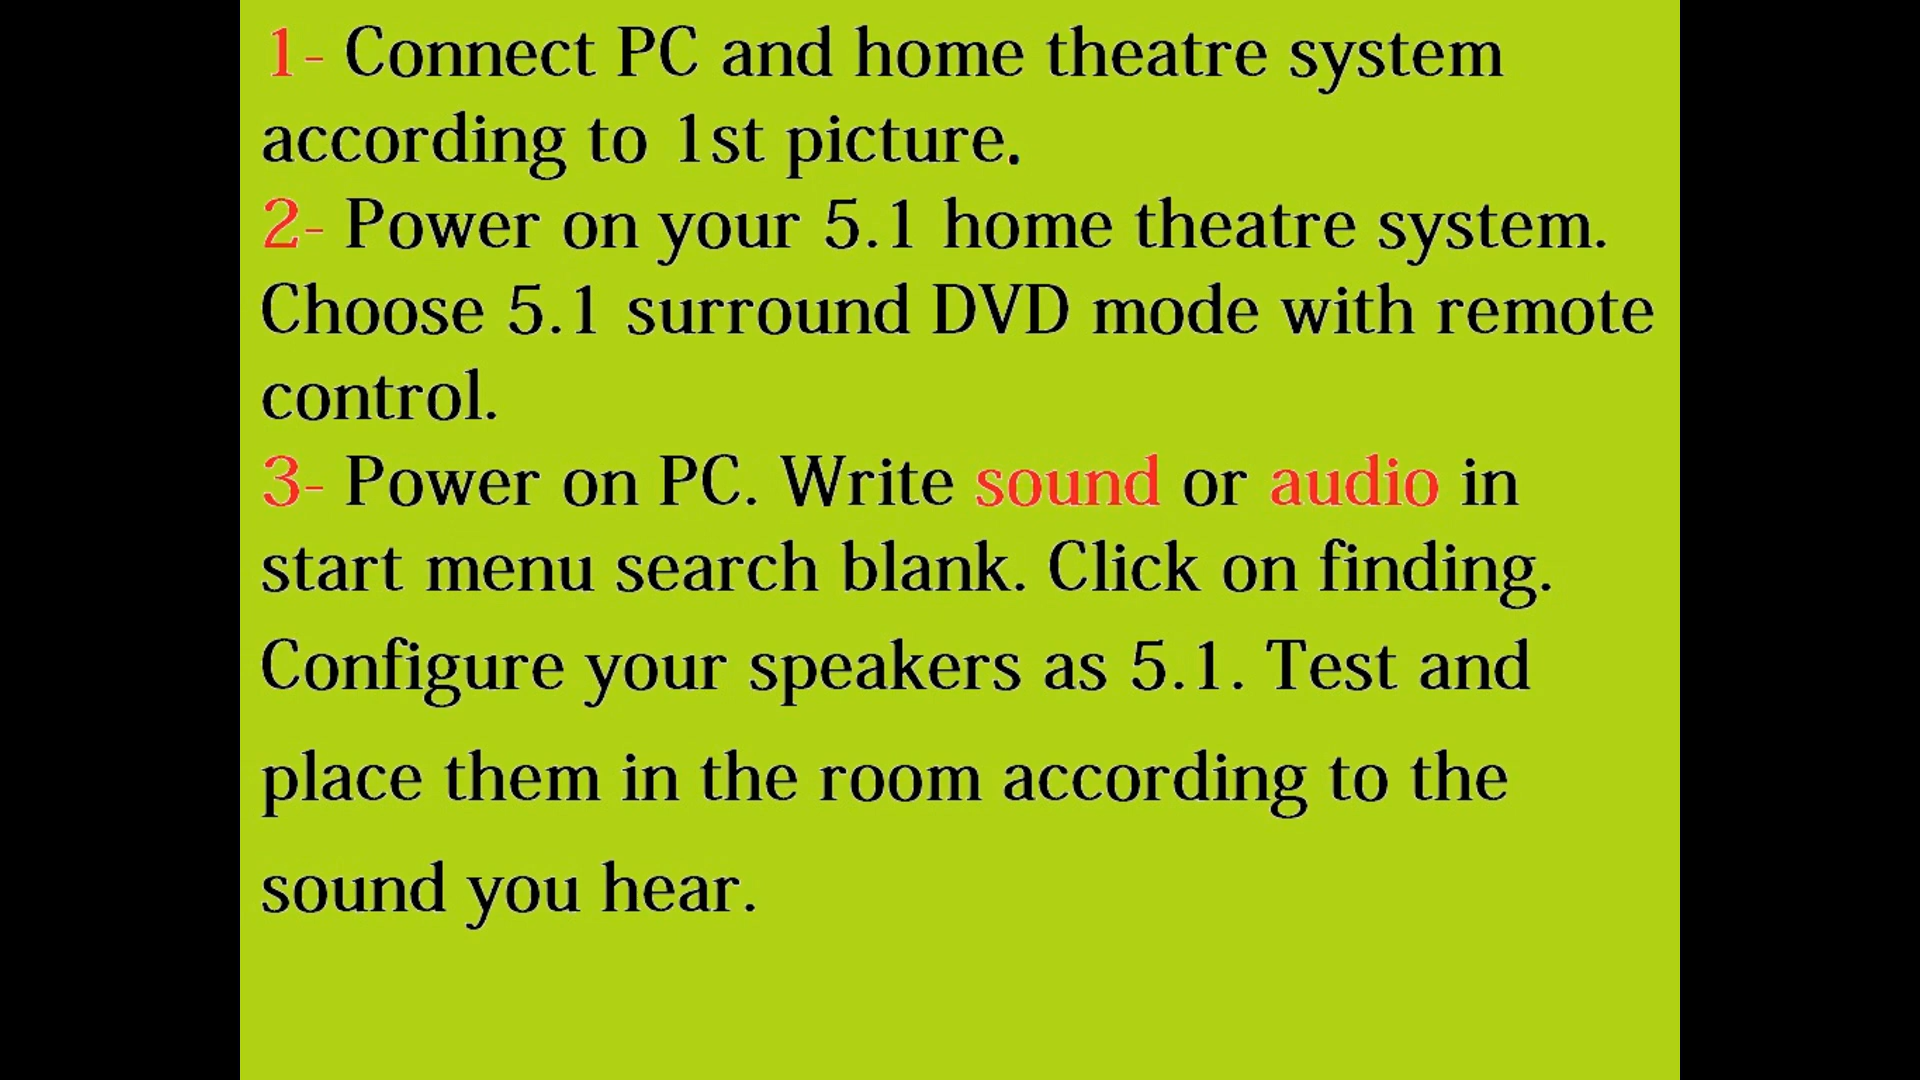 1- Connect PC and home theatre system
according to 1st picture.
2- Power on your 5.1 home theatre system.
Choose 5.1 surround DVD mode with remote
control.
3- Power on PC. Write sound or audio in
start menu search blank. Click on finding.
Configure your speakers as 5.1. Test and
place them in the room according to the
sound you hear.